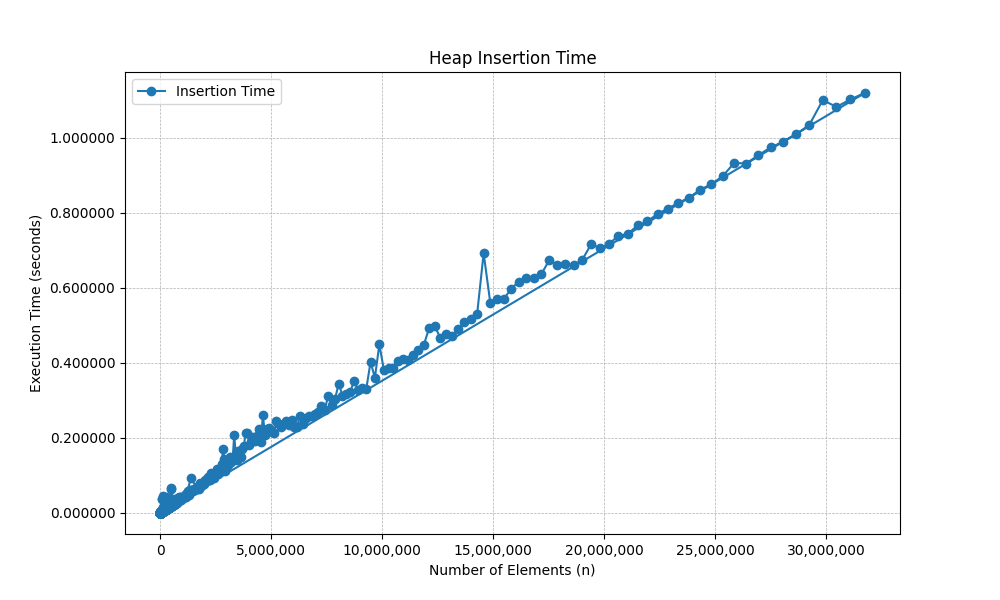 Heap Insertion Time
Insertion Time
Execution Time (seconds)
1.000000
0.800000
0.600000
0.400000
0.200000
0.000000
0 5,000,000 10,000,000 15,000,000 20,000,000 25,000,000 30,000,000
Number of Elements (n)